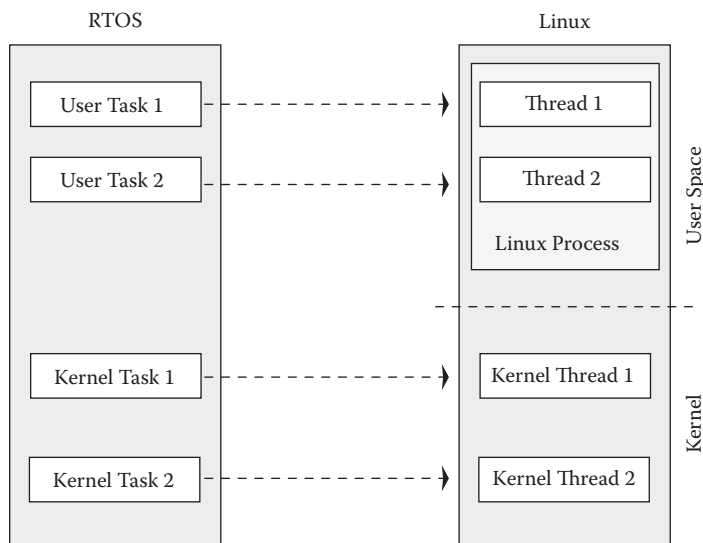 RTOS
Linux
User Task 1
Thread 1
User Task 2
Thread 2
Linux Process
User Space
Kernel Task 1
Kernel Thread 1
Kernel Task 2
Kernel Thread 2
Kernel